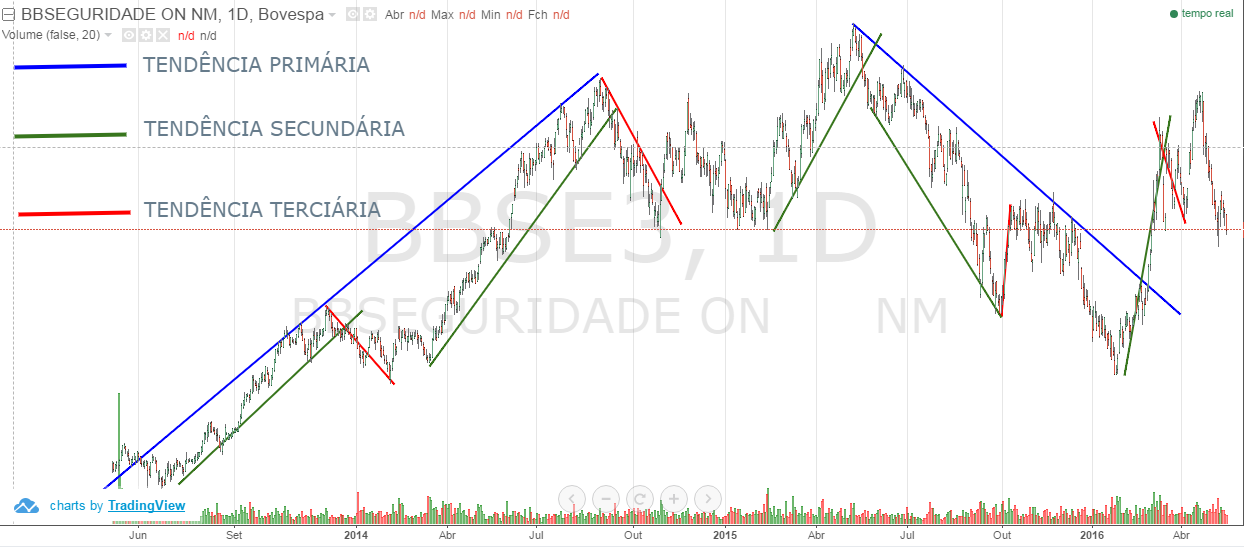 BBSEGURIDADE ON NM, 1D, Bovespa Abr n/d Max n/d Min n/d Fch n/d tempo real
Volume (false, 20) n/d n/d
TENDÊNCIA PRIMÁRIA
TENDÊNCIA SECUNDÁRIA
TENDÊNCIA TERCIÁRIA
BBSE3, 1D
BBSEGURIDADE ON NM
charts by TradingView
Jun Set 2014 Abr Jul Out 2015 Abr Jul Out 2016 Abr